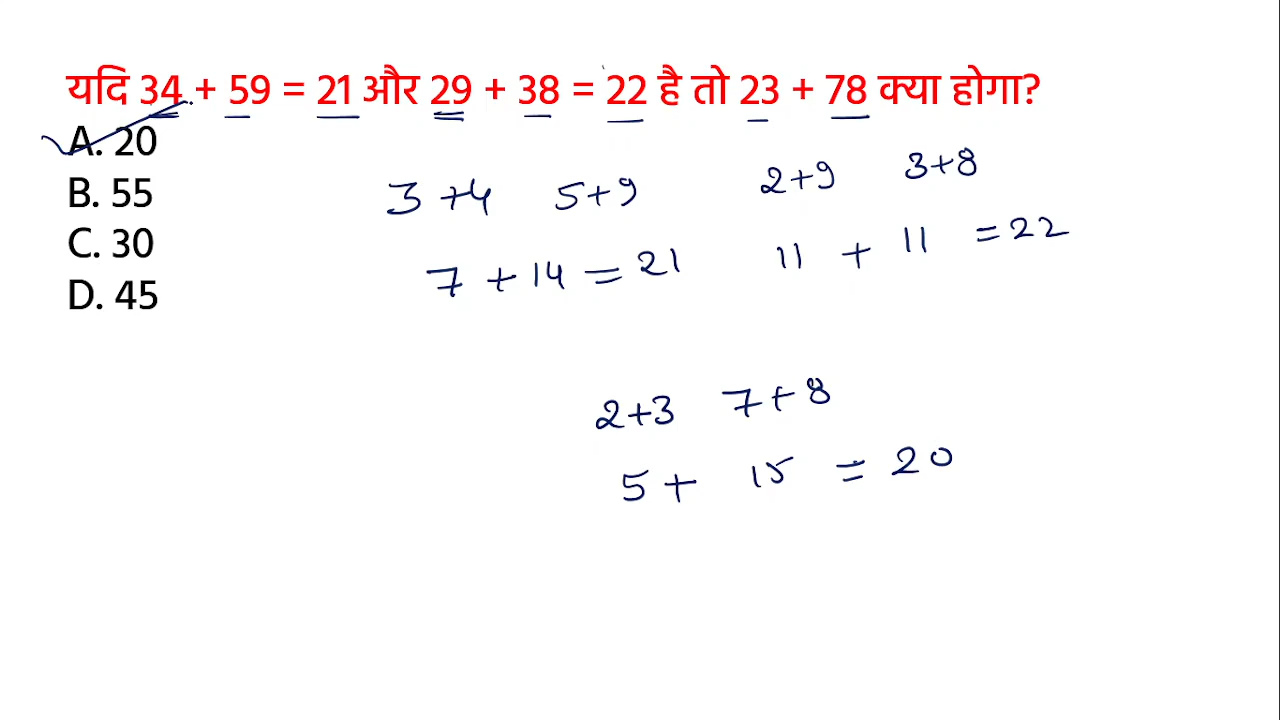 यदि 34 + 59 = 21 और 29 + 38 = 22 है तो 23 + 78 क्या होगा?
A. 20
B. 55
C. 30
D. 45
3+4 5+9 2+9 3+8
7+14=21 11+11=22
2+3 7+8
5+15=20